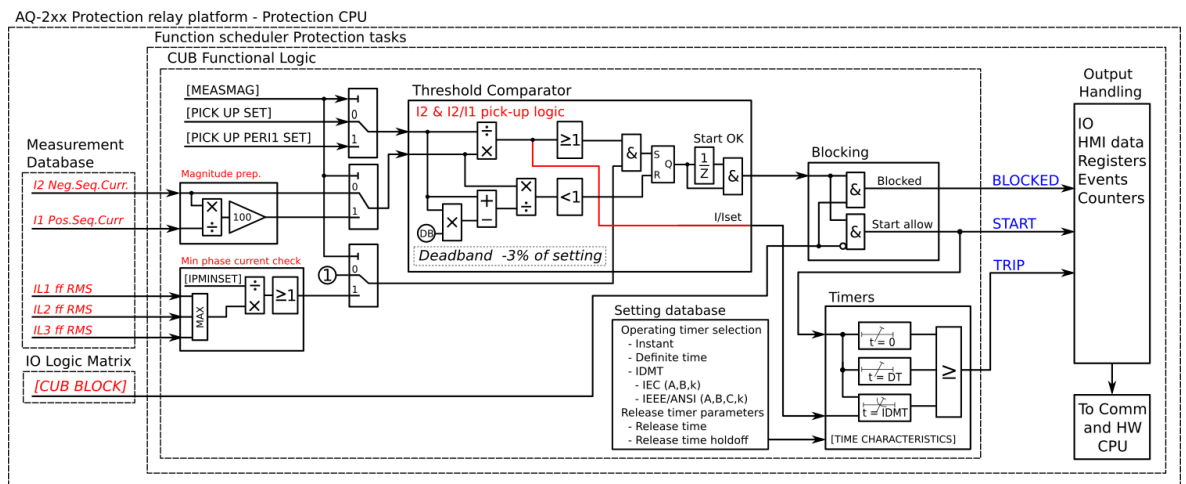 AQ-2xx Protection relay platform - Protection CPU
Function scheduler Protection tasks
CUB Functional Logic
[MEASMAG]
[PICK UP SET]
[PICK UP PERI1 SET]
0
1
Measurement
Database
I2 Neg.Seq.Curr.
I1 Pos.Seq.Curr
IL1 ff RMS
IL2 ff RMS
IL3 ff RMS
IO Logic Matrix
[CUB BLOCK]
Magnitude prep.
×
÷
100
0
1
Min phase current check
[IPMINSET]
MAX
÷
×
≥1
1
0
1
Threshold Comparator
I2 & I2/I1 pick-up logic
÷
×
≥1
&
S
R
Q
Start OK
1
Z
&
+
−
×
÷
<1
×
DB
I/Iset
Deadband -3% of setting
Blocking
&
Blocked
&
Start allow
BLOCKED
START
TRIP
Setting database
Operating timer selection
- Instant
- Definite time
- IDMT
- IEC (A,B,k)
- IEEE/ANSI (A,B,C,k)
Release timer parameters
- Release time
- Release time holdoff
Timers
t = 0
t = DT
t = IDMT
≥
[TIME CHARACTERISTICS]
Output
Handling
IO
HMI data
Registers
Events
Counters
To Comm
and HW
CPU